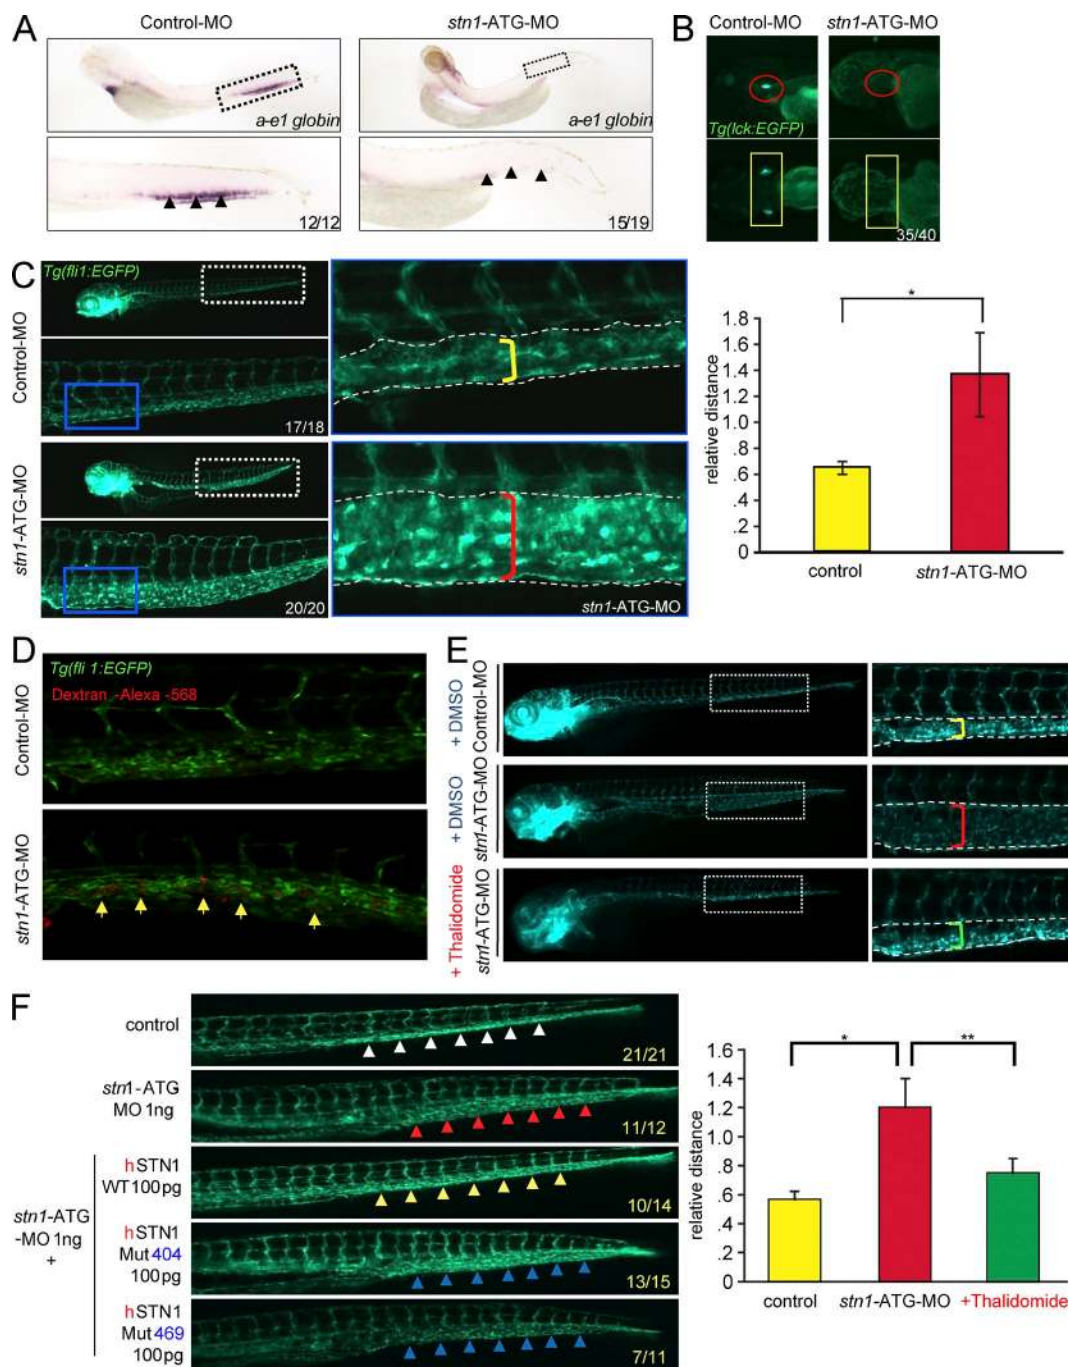 A
Control-MO
stn1-ATG-MO
a-e1 globin
a-e1 globin
12/12
15/19
B
Control-MO
stn1-ATG-MO
Tg(lck:EGFP)
35/40
C
Tg(fli1:EGFP)
Control-MO
17/18
stn1-ATG-MO
20/20
stn1-ATG-MO
*
relative distance
1.8
1.6
1.4
1.2
1.0
.8
.6
.4
.2
0
control
stn1-ATG-MO
D
Tg(fli 1:EGFP)
Dextran -Alexa -568
Control-MO
stn1-ATG-MO
E
+ DMSO
Control-MO
+ DMSO
stn1-ATG-MO
+ Thalidomide
stn1-ATG-MO
F
control
21/21
stn1-ATG
MO 1ng
11/12
stn1-ATG
-MO 1ng
+
hSTN1
WT 100pg
10/14
hSTN1
Mut 404
100pg
13/15
hSTN1
Mut 469
100pg
7/11
* **
relative distance
1.6
1.4
1.2
1.0
.8
.6
.4
.2
0
control
stn1-ATG-MO
+Thalidomide